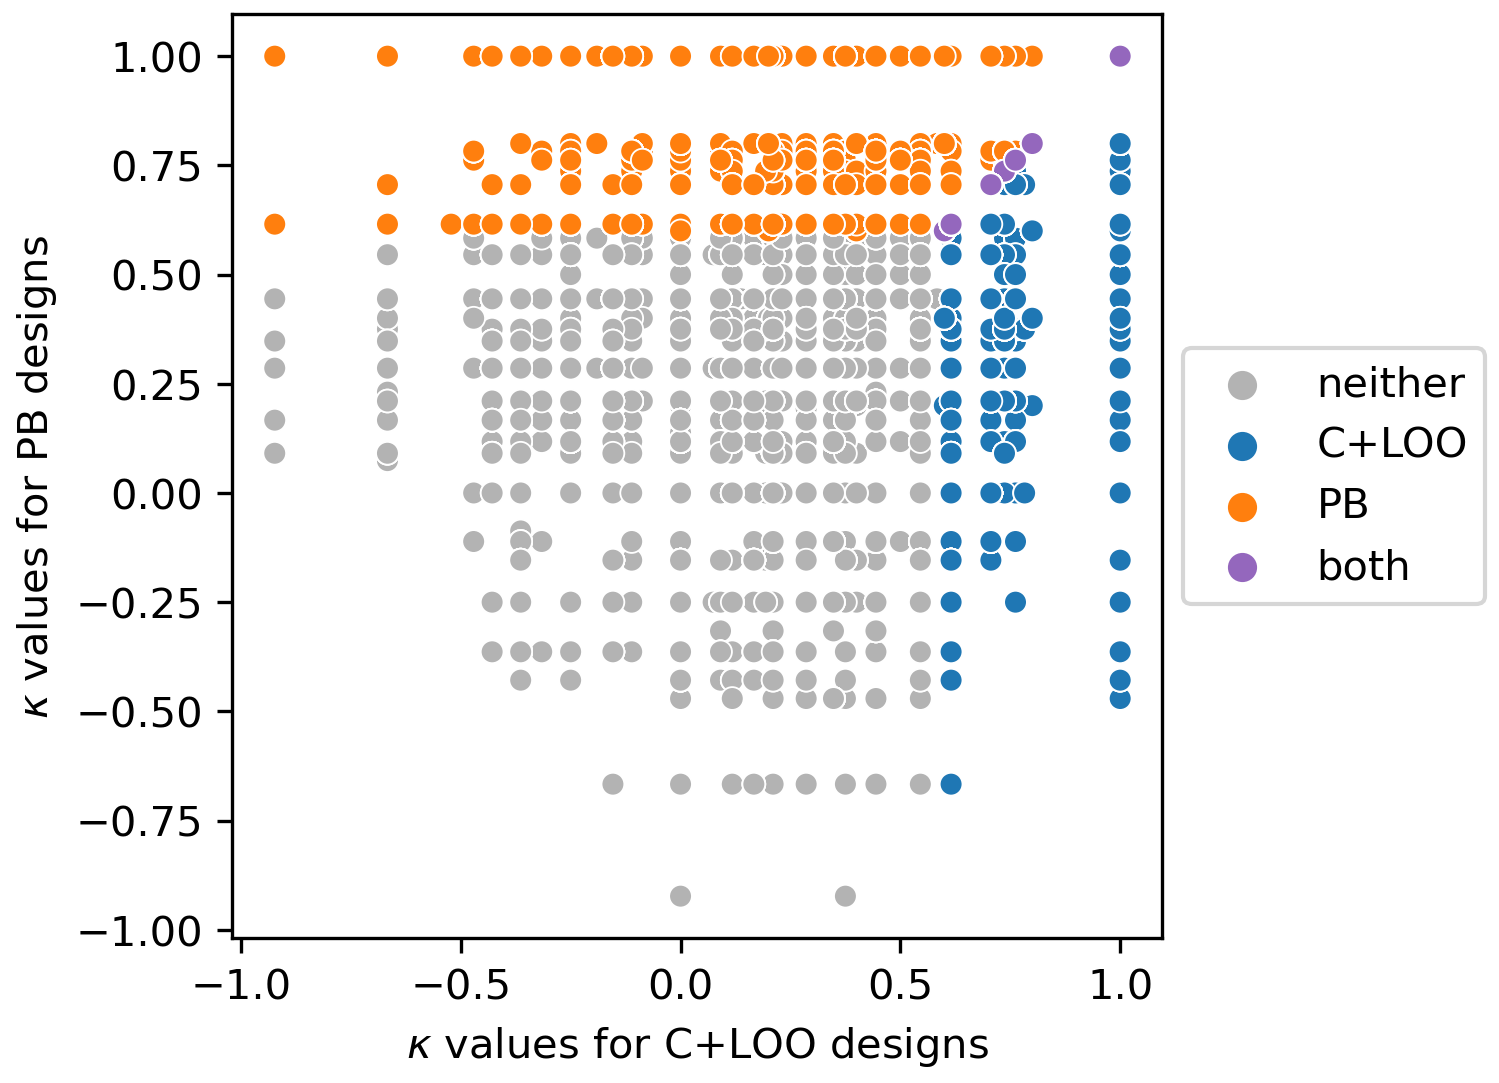 1.00
0.75
0.50
0.25
0.00
−0.25
−0.50
−0.75
−1.00
κ values for PB designs
−1.0
−0.5
0.0
0.5
1.0
κ values for C+LOO designs
neither
C+LOO
PB
both